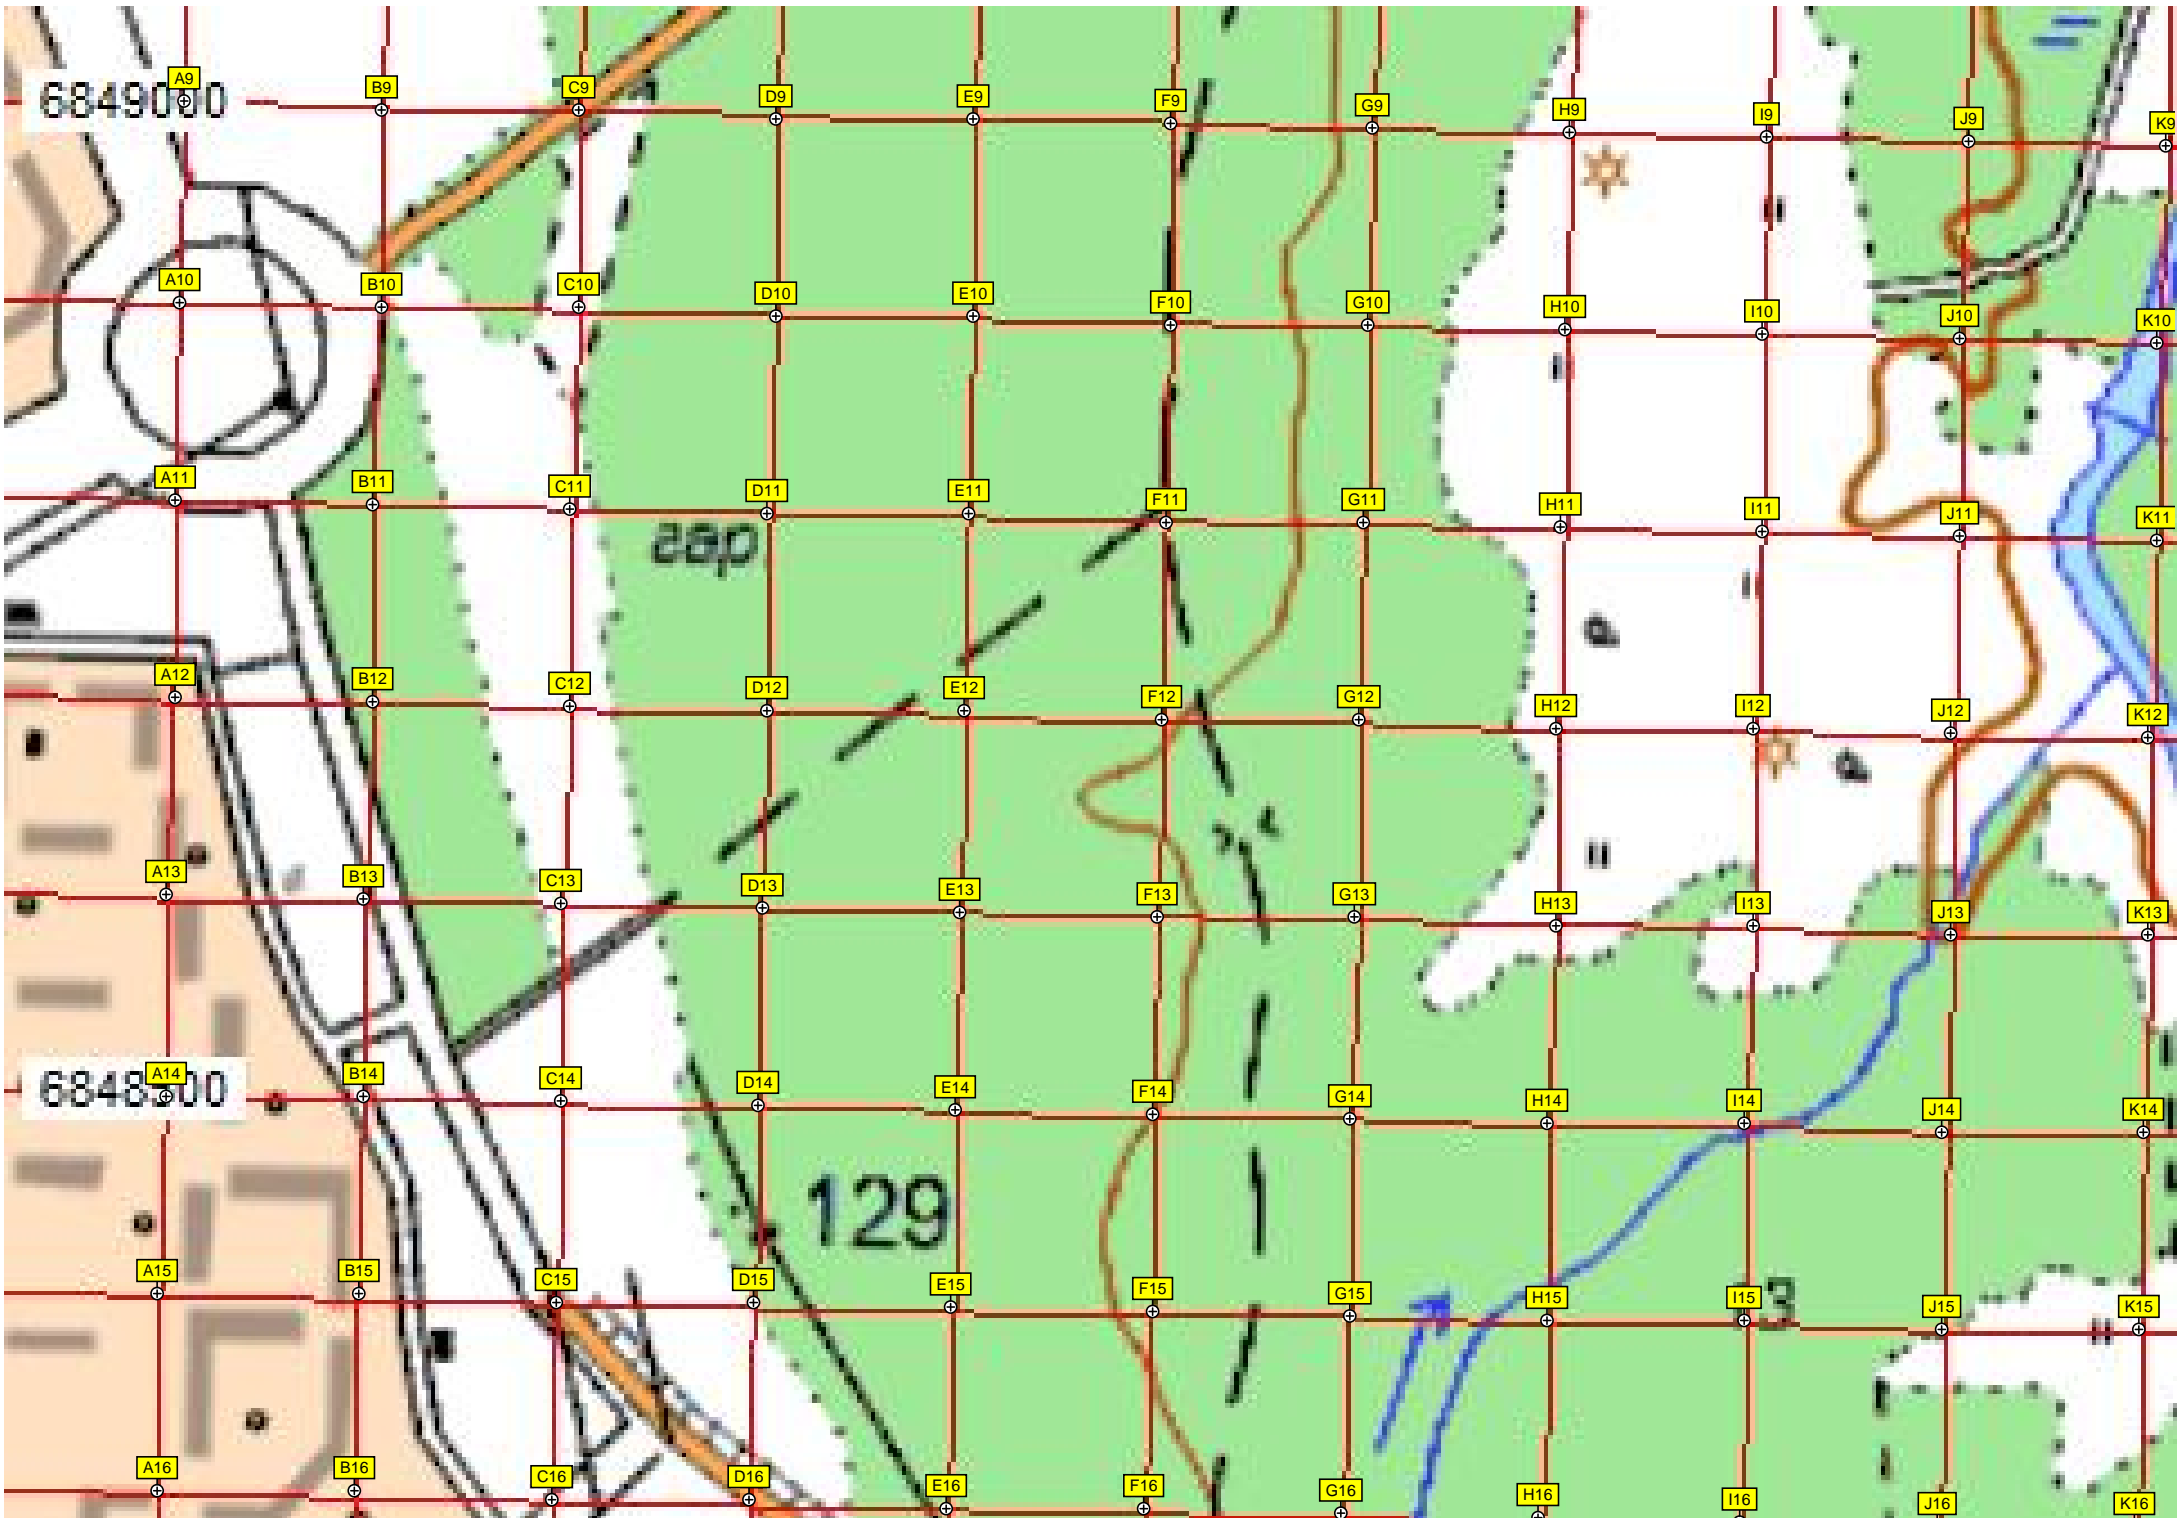 A9 B9 C9 D9 E9 F9 G9 H9 I9 J9 K9
6849000
A10 B10 C10 D10 E10 F10 G10 H10 I10 J10 K10
A11 B11 C11 D11 E11 F11 G11 H11 I11 J11 K11
гар.
A12 B12 C12 D12 E12 F12 G12 H12 I12 J12 K12
A13 B13 C13 D13 E13 F13 G13 H13 I13 J13 K13
A14 B14 C14 D14 E14 F14 G14 H14 I14 J14 K14
129
A15 B15 C15 D15 E15 F15 G15 H15 I15 J15 K15
A16 B16 C16 D16 E16 F16 G16 H16 I16 J16 K16